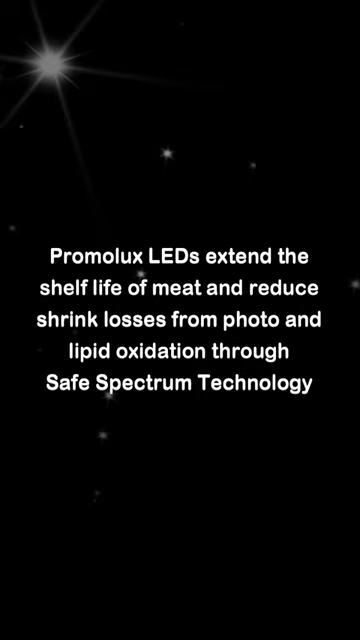 Promolux LEDs extend the
shelf life of meat and reduce
shrink losses from photo and
lipid oxidation through
Safe Spectrum Technology